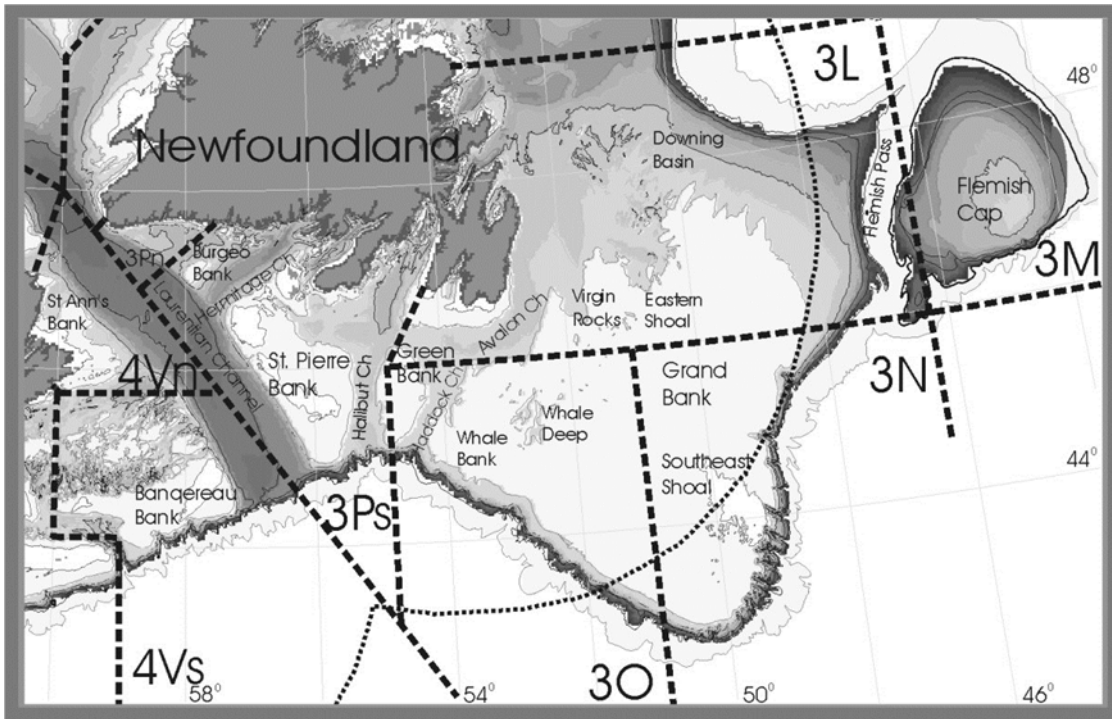 3L
48°
Newfoundland
Downing
Basin
Flemish Pass
Flemish
Cap
3Pn
Burgeo
Bank
Hermitage Ch
3M
St Ann's
Bank
Laurentian Channel
Virgin
Rocks
Eastern
Shoal
Avalon Ch
4Vn
St. Pierre
Bank
Halibut Ch
Green
Bank
Grand
Bank
3N
addock Ch
Whale
Deep
Whale
Bank
44°
Southeast
Shoal
Banqereau
Bank
3Ps
4Vs
58°
54°
3O
50°
46°